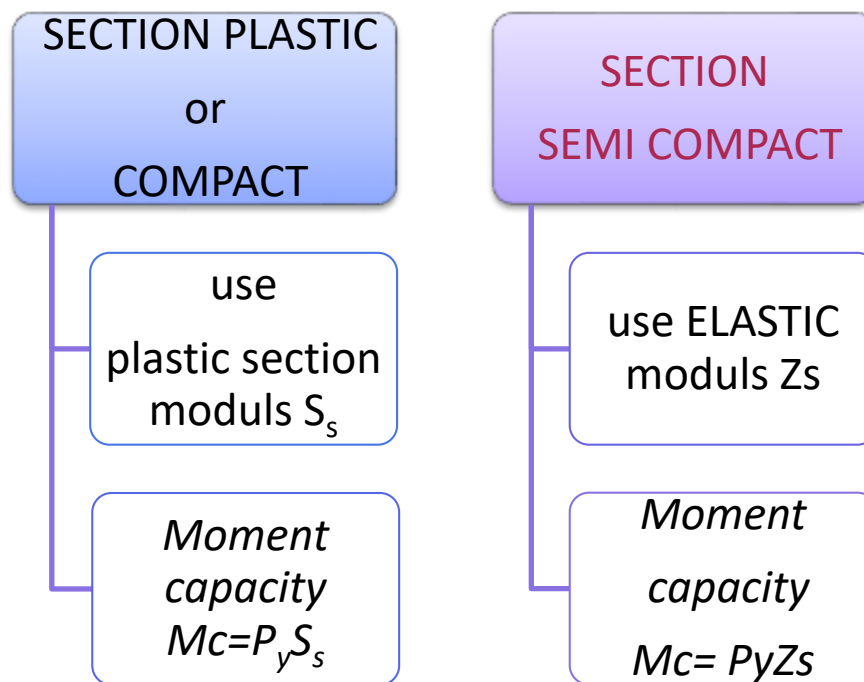 SECTION PLASTIC
or
COMPACT
use
plastic section
moduls Sₛ
Moment
capacity
Mc=PᵧSₛ
SECTION
SEMI COMPACT
use ELASTIC
moduls Zs
Moment
capacity
Mc= PyZs